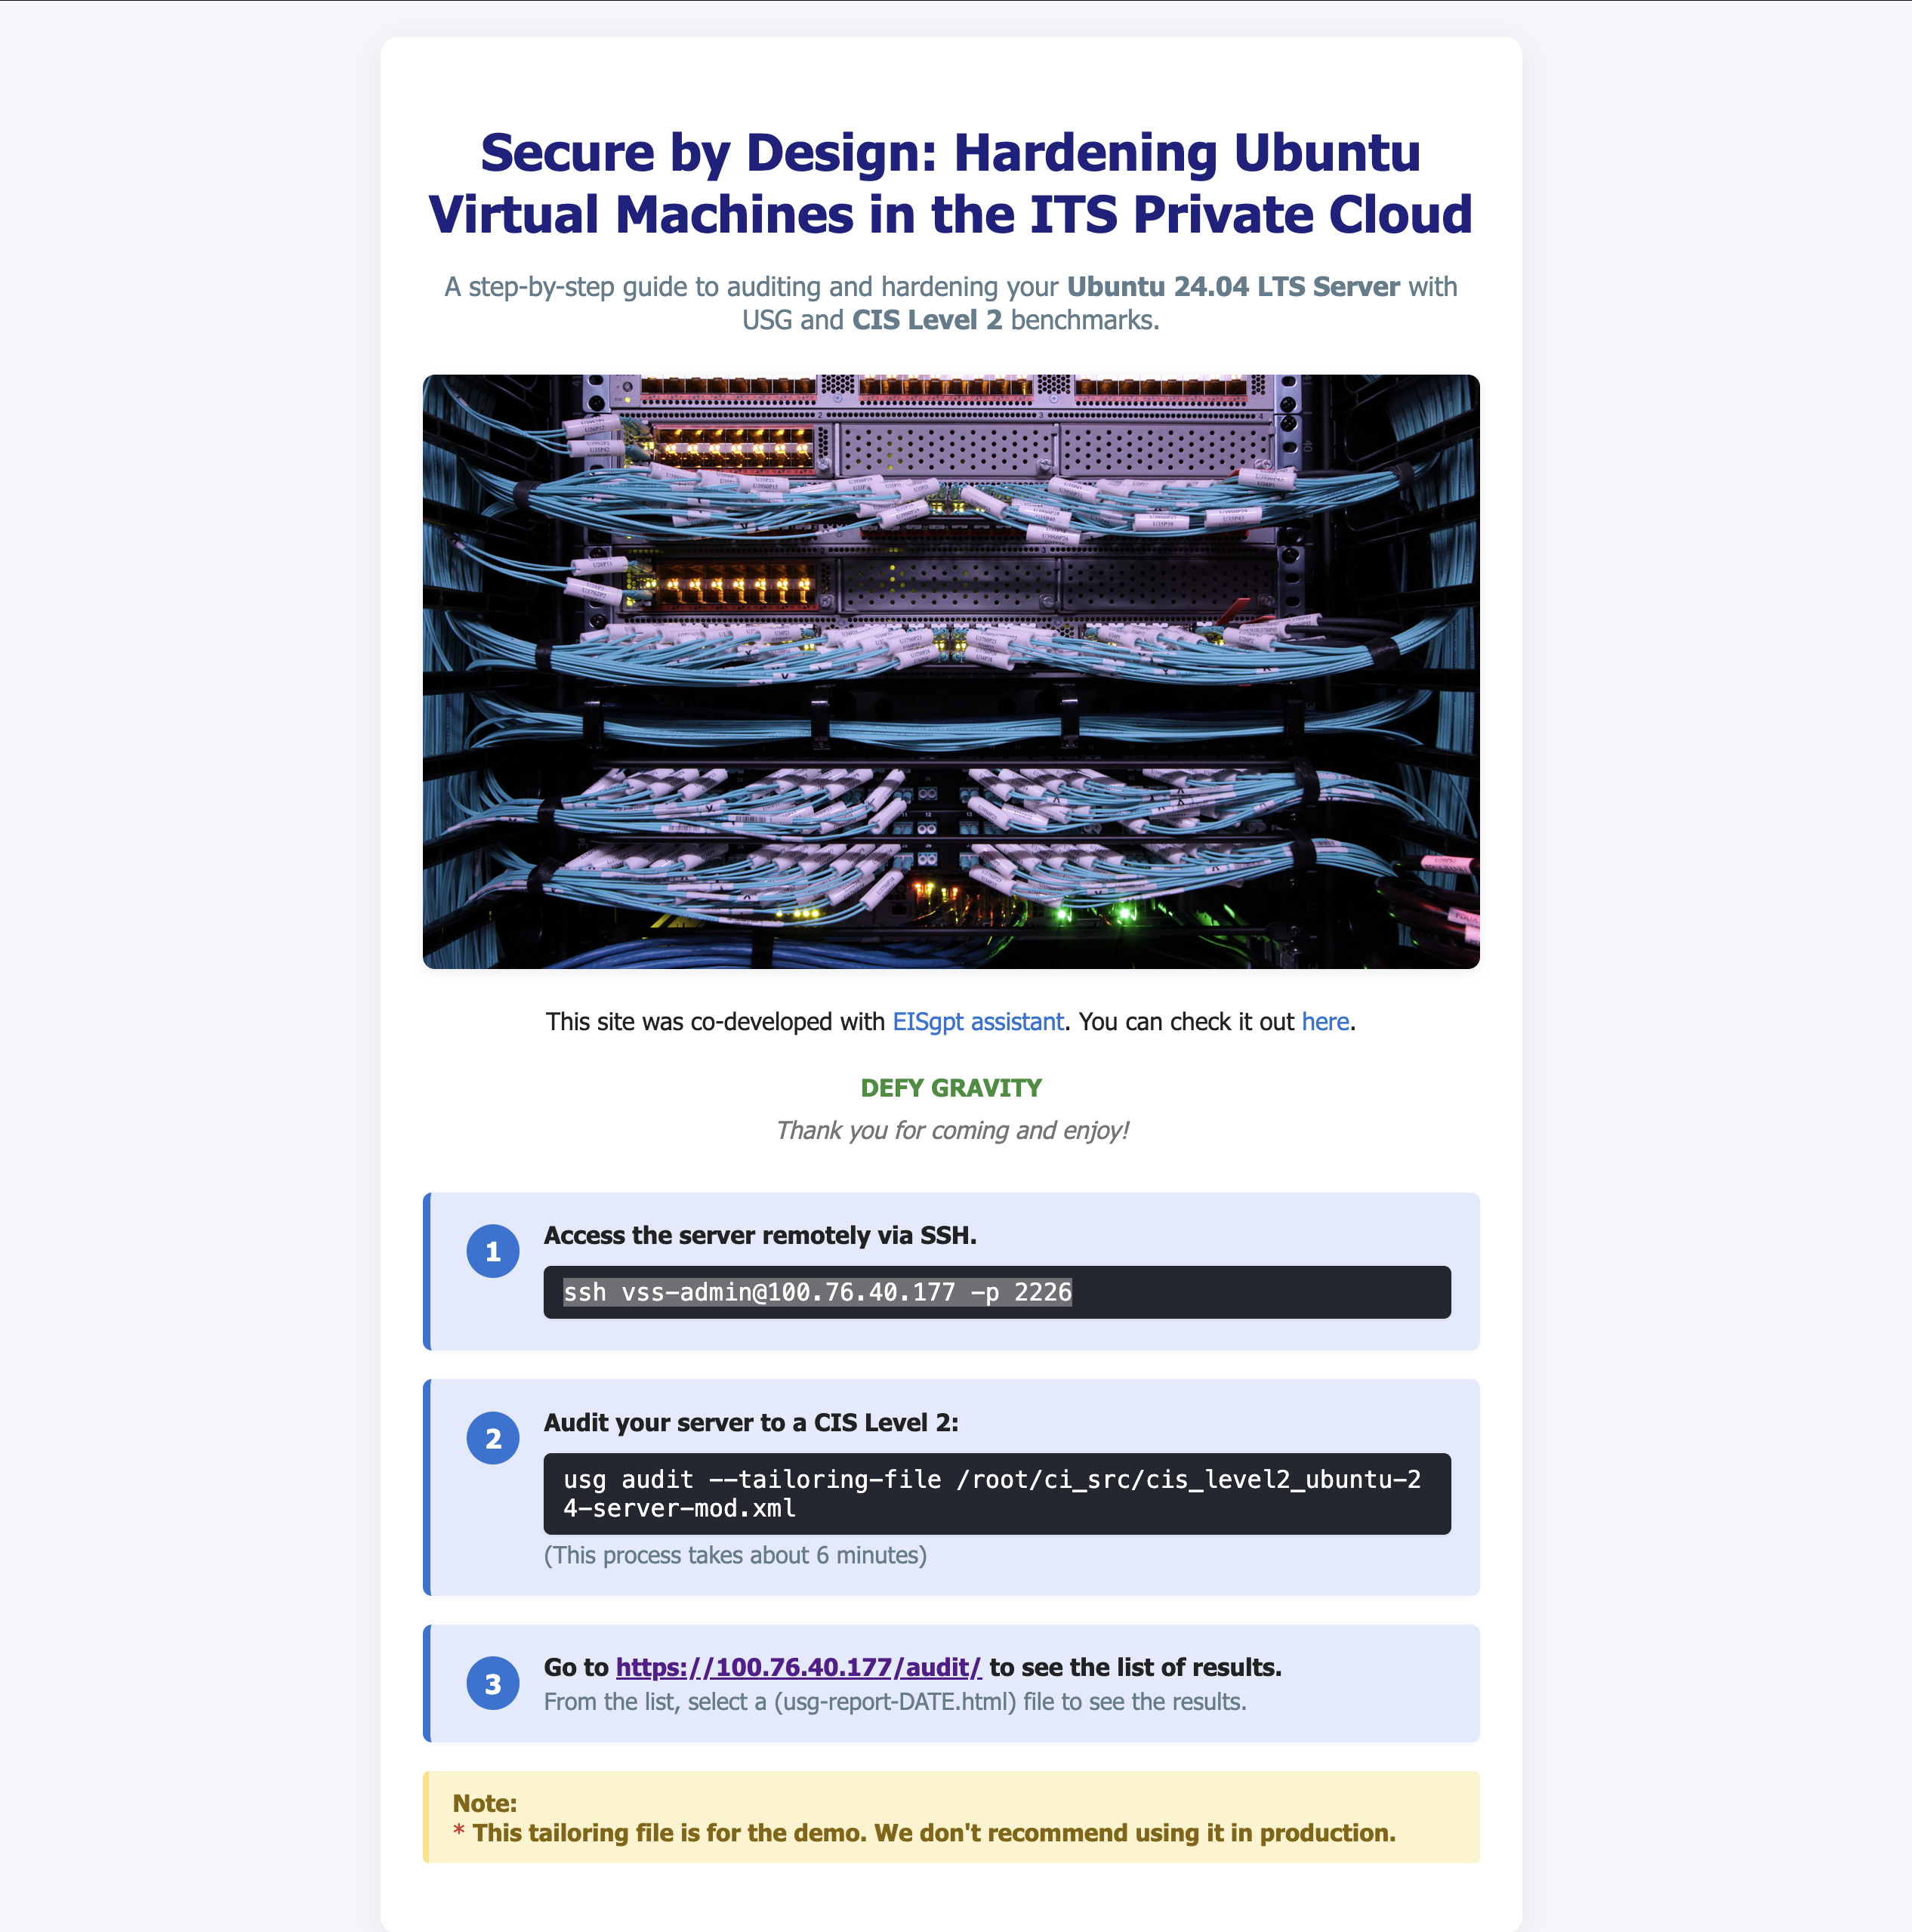 Secure by Design: Hardening Ubuntu
Virtual Machines in the ITS Private Cloud
A step-by-step guide to auditing and hardening your Ubuntu 24.04 LTS Server with
USG and CIS Level 2 benchmarks.
This site was co-developed with EISgpt assistant. You can check it out here.
DEFY GRAVITY
Thank you for coming and enjoy!
1
Access the server remotely via SSH.
ssh vss-admin@100.76.40.177 -p 2226
2
Audit your server to a CIS Level 2:
usg audit --tailoring-file /root/ci_src/cis_level2_ubuntu-2
4-server-mod.xml
(This process takes about 6 minutes)
3
Go to https://100.76.40.177/audit/ to see the list of results.
From the list, select a (usg-report-DATE.html) file to see the results.
Note:
* This tailoring file is for the demo. We don't recommend using it in production.